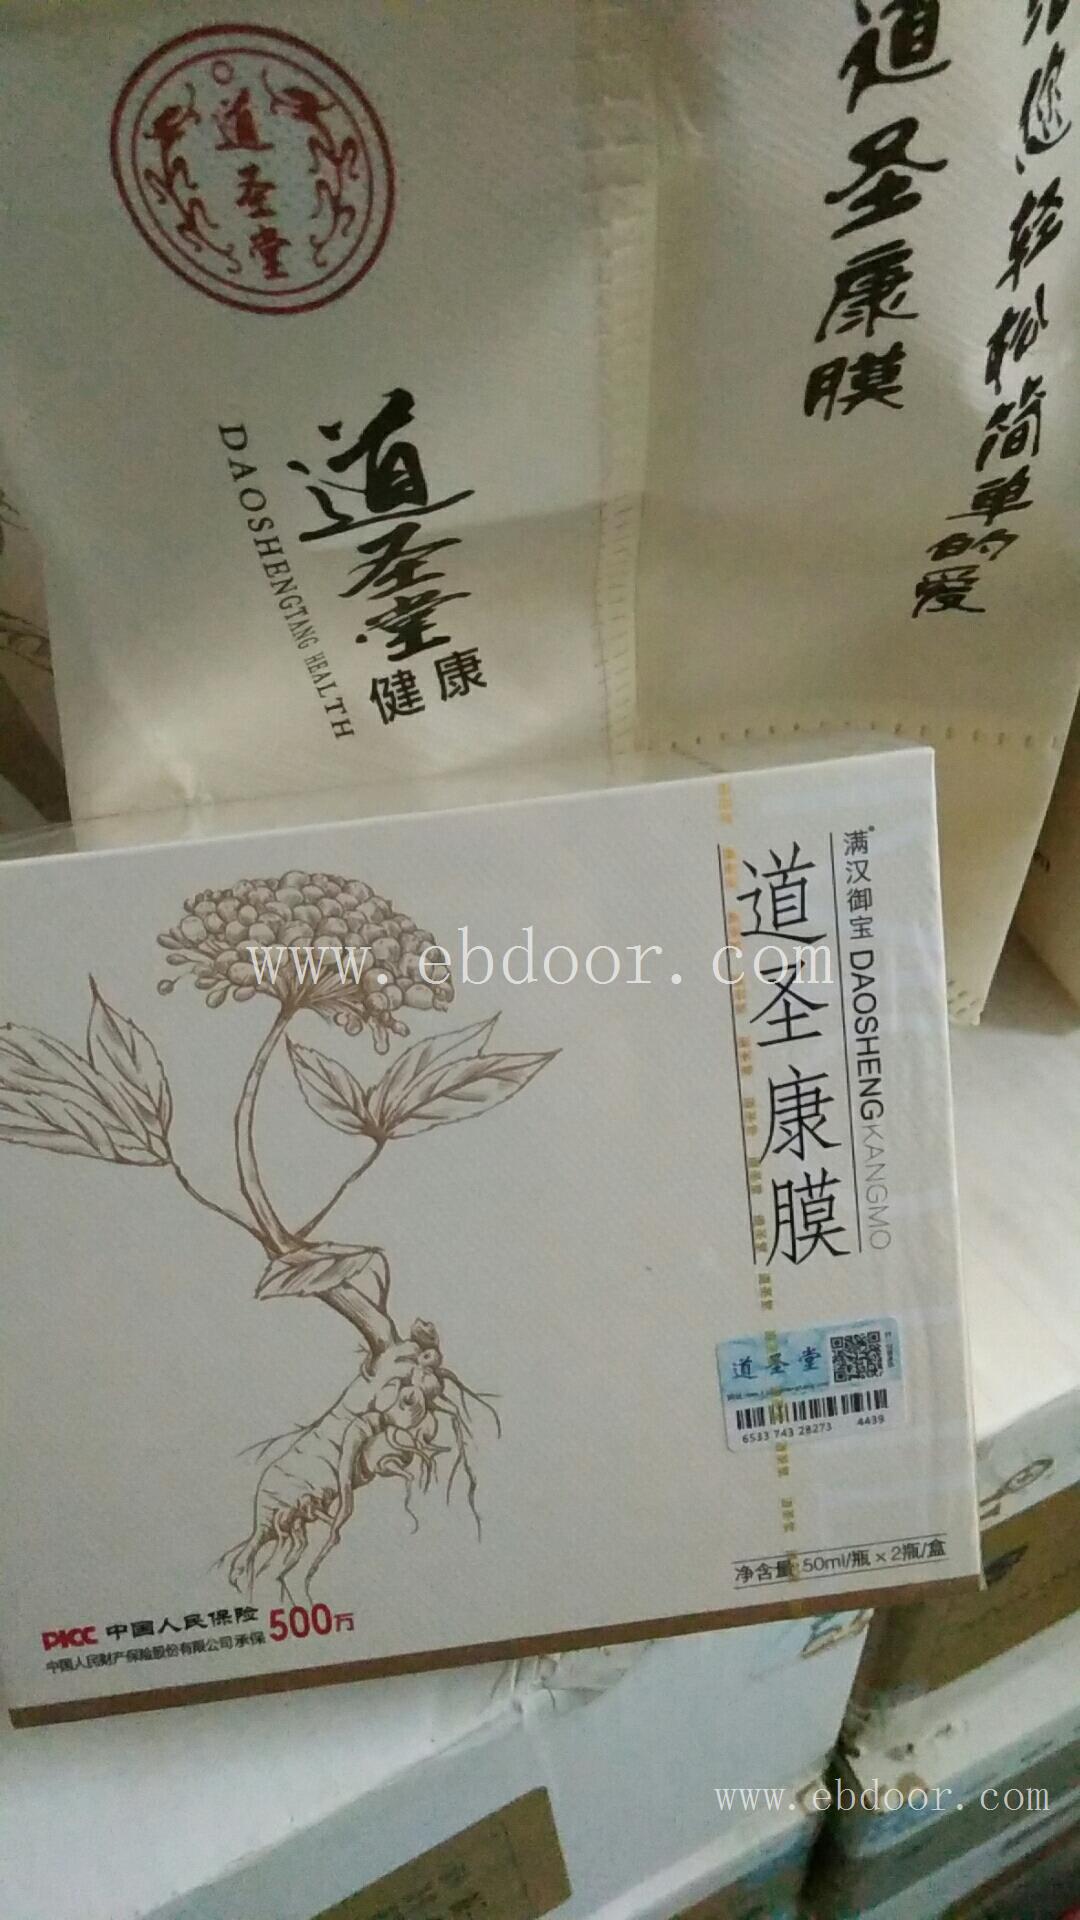 道圣堂
道圣堂
健康
DAOSHENGTANG HEALTH
道圣康膜
轻松简单的爱
www.ebdoor.com
满汉御宝 DAOSHENGKANGMO
道圣康膜
道圣堂
6533 743 28273 4439
净含量:50ml/瓶×2瓶/盒
PICC 中国人民保险 500万
中国人民财产保险股份有限公司承保
www.ebdoor.com